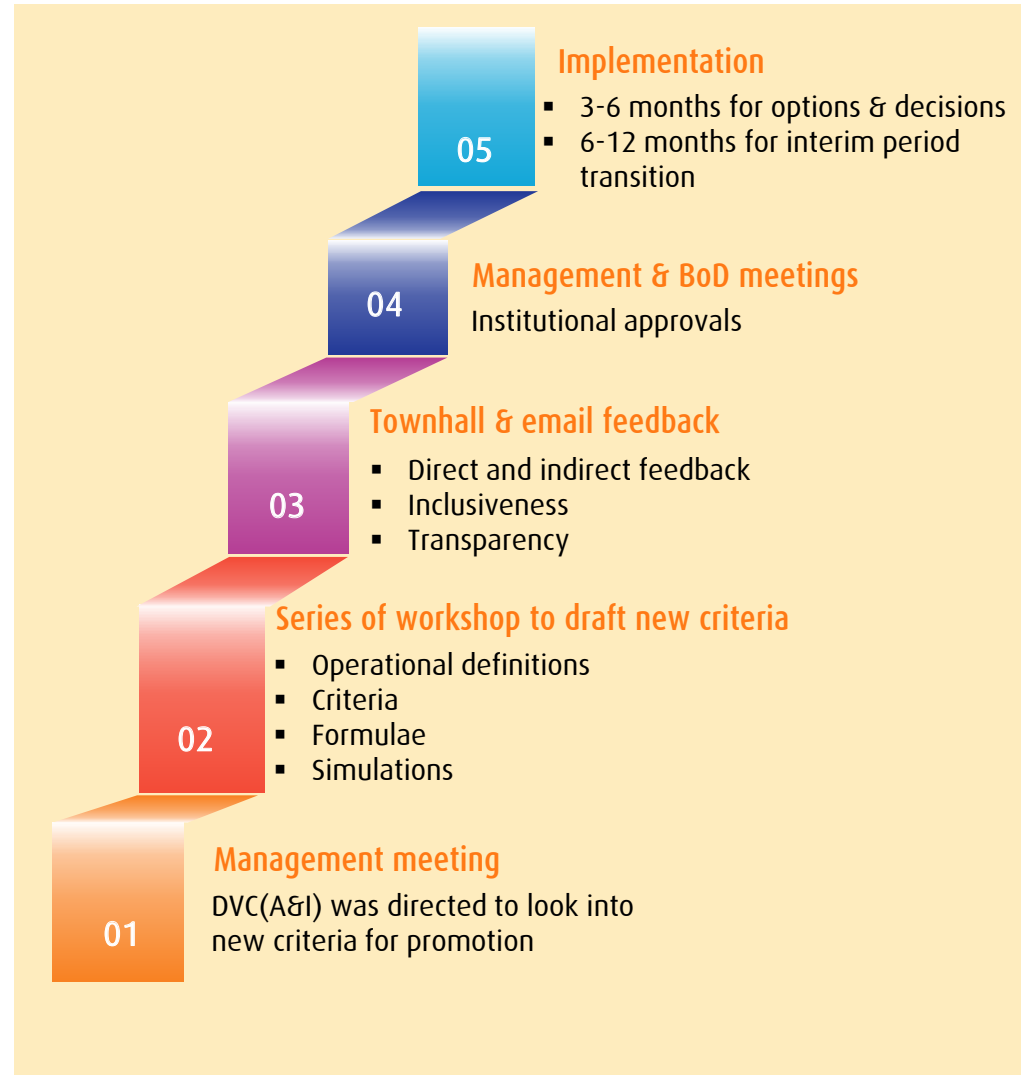 05
Implementation
▪ 3-6 months for options & decisions
▪ 6-12 months for interim period
transition
04
Management & BoD meetings
Institutional approvals
03
Townhall & email feedback
▪ Direct and indirect feedback
▪ Inclusiveness
▪ Transparency
02
Series of workshop to draft new criteria
▪ Operational definitions
▪ Criteria
▪ Formulae
▪ Simulations
01
Management meeting
DVC(A&I) was directed to look into
new criteria for promotion